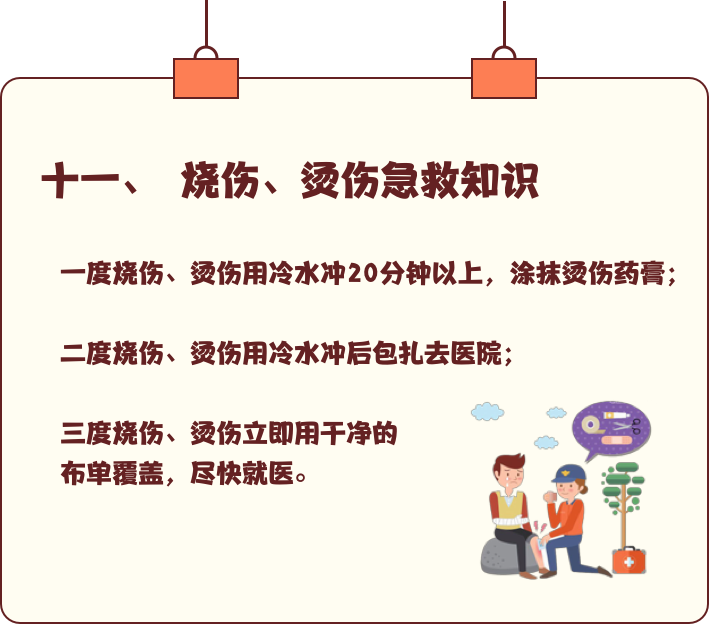 十一、 烧伤、烫伤急救知识
一度烧伤、烫伤用冷水冲20分钟以上，涂抹烫伤药膏；
二度烧伤、烫伤用冷水冲后包扎去医院；
三度烧伤、烫伤立即用干净的
布单覆盖，尽快就医。